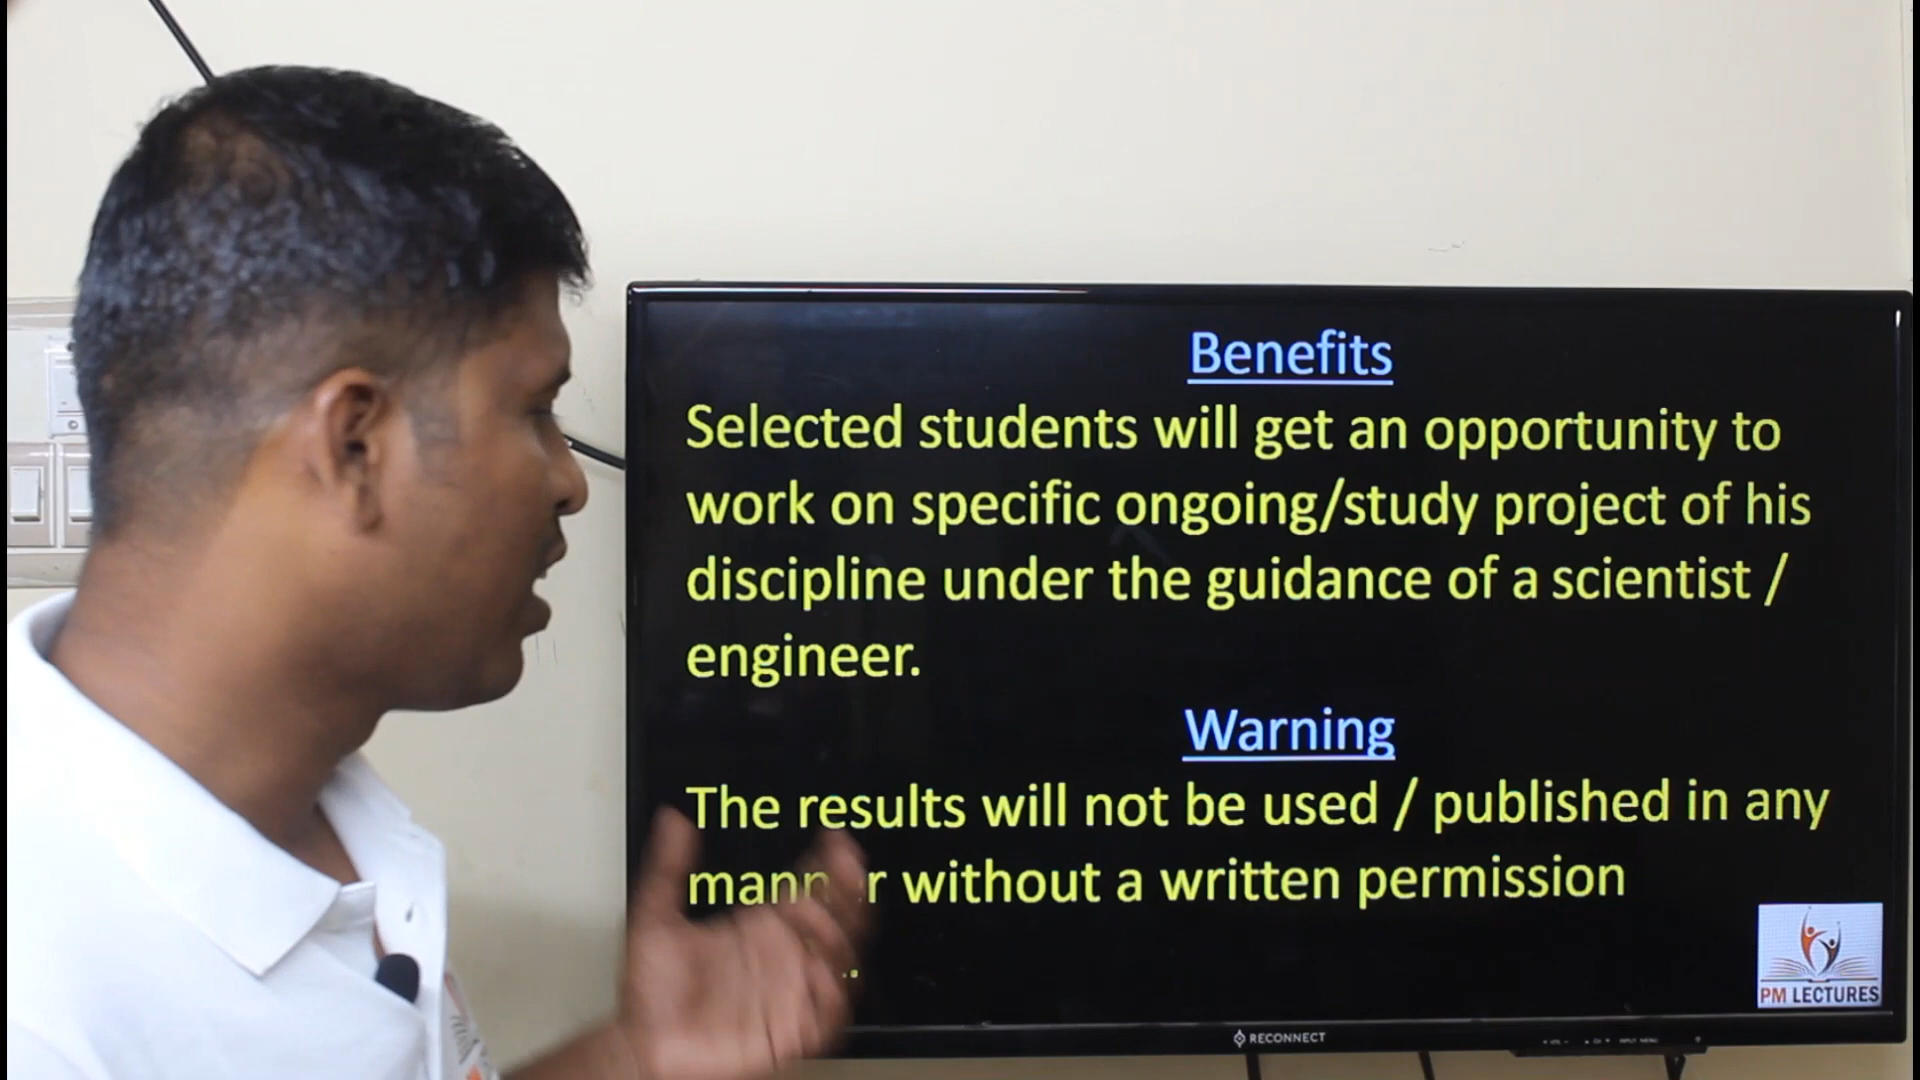 Benefits
Selected students will get an opportunity to
work on specific ongoing/study project of his
discipline under the guidance of a scientist /
engineer.
Warning
The results will not be used / published in any
manner without a written permission
PM LECTURES
RECONNECT